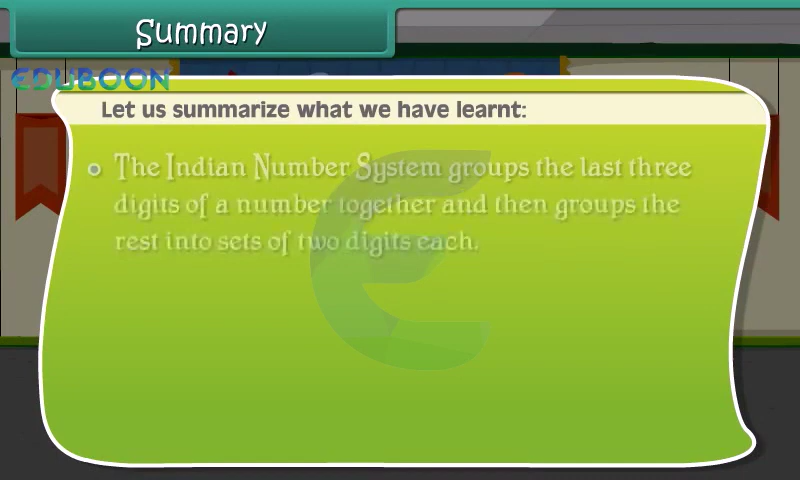 Summary
EDUBOON
Let us summarize what we have learnt:
The Indian Number System groups the last three
digits of a number together and then groups the
rest into sets of two digits each.